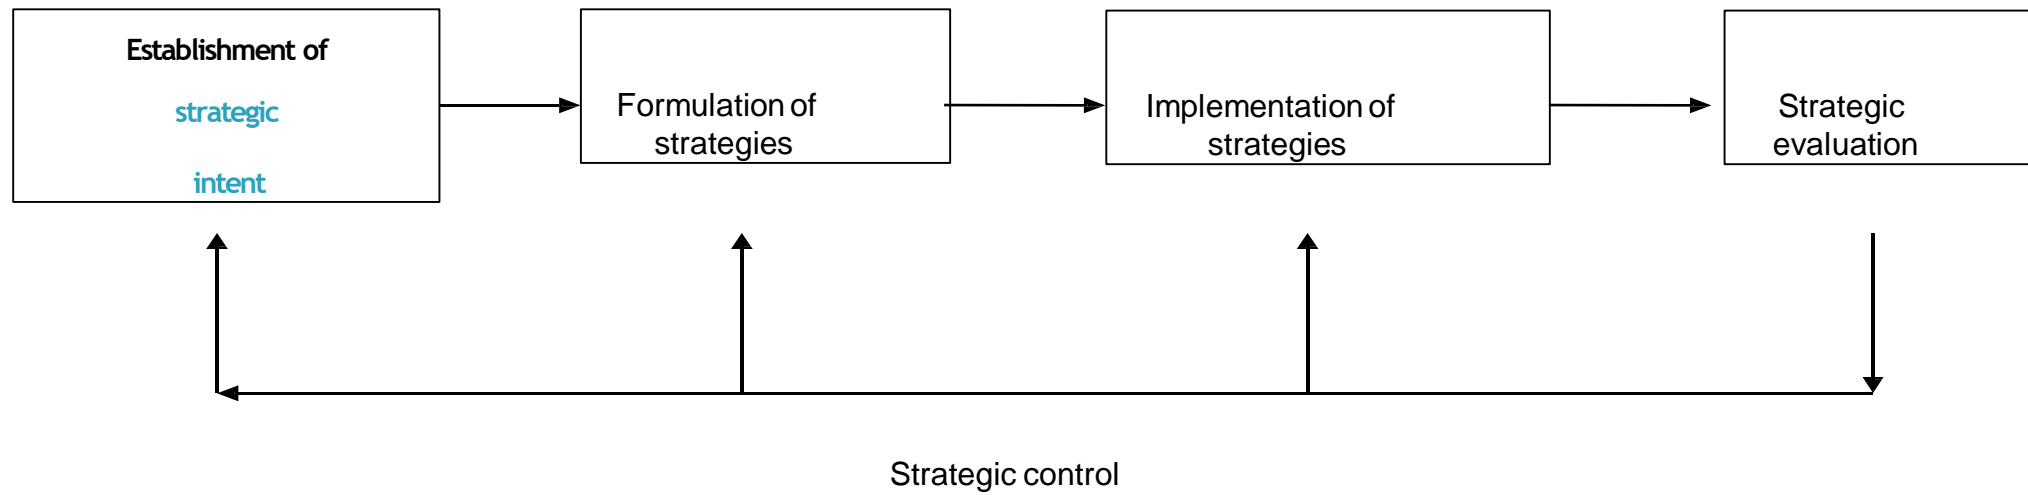 Establishment of
strategic
intent
Formulation of
strategies
Implementation of
strategies
Strategic
evaluation
Strategic control